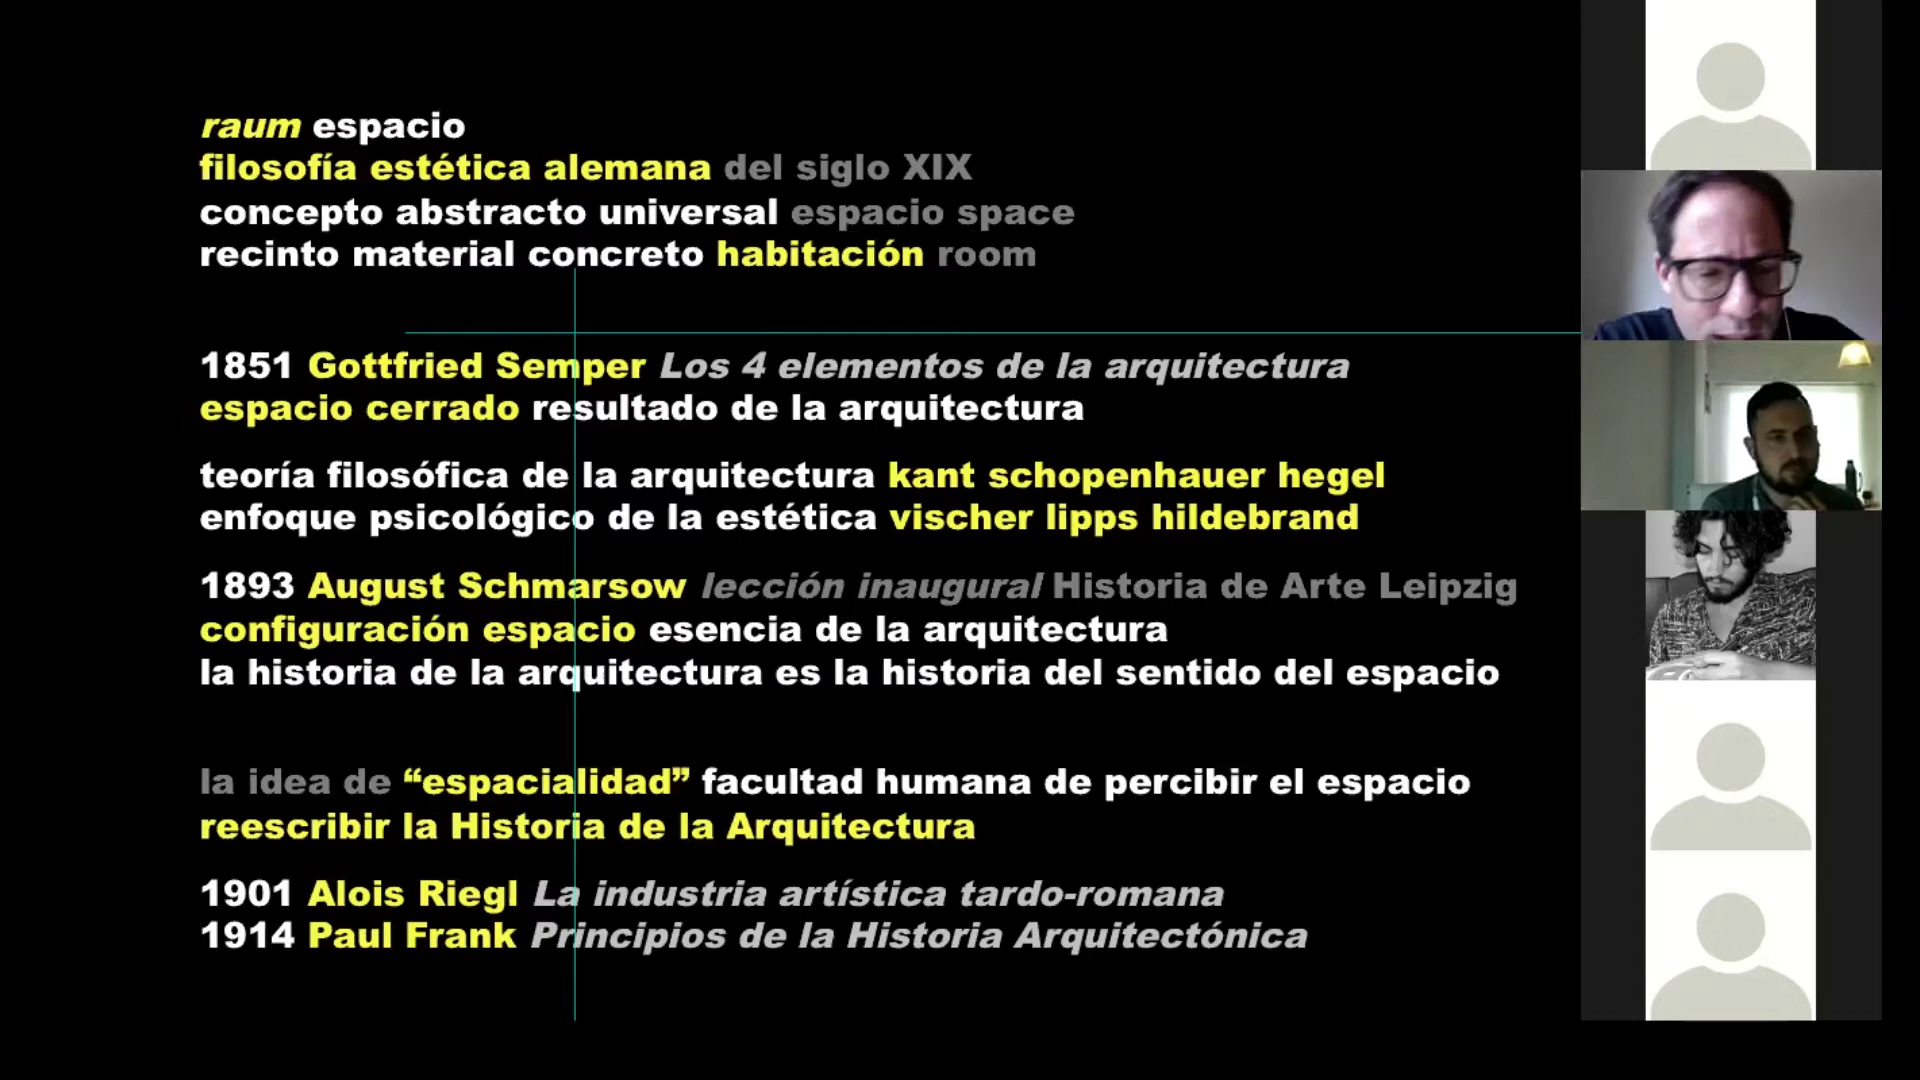 raum espacio
filosofía estética alemana del siglo XIX
concepto abstracto universal espacio space
recinto material concreto habitación room
1851 Gottfried Semper Los 4 elementos de la arquitectura
espacio cerrado resultado de la arquitectura
teoría filosófica de la arquitectura kant schopenhauer hegel
enfoque psicológico de la estética vischer lipps hildebrand
1893 August Schmarsow lección inaugural Historia de Arte Leipzig
configuración espacio esencia de la arquitectura
la historia de la arquitectura es la historia del sentido del espacio
la idea de “espacialidad” facultad humana de percibir el espacio
reescribir la Historia de la Arquitectura
1901 Alois Riegl La industria artística tardo-romana
1914 Paul Frank Principios de la Historia Arquitectónica